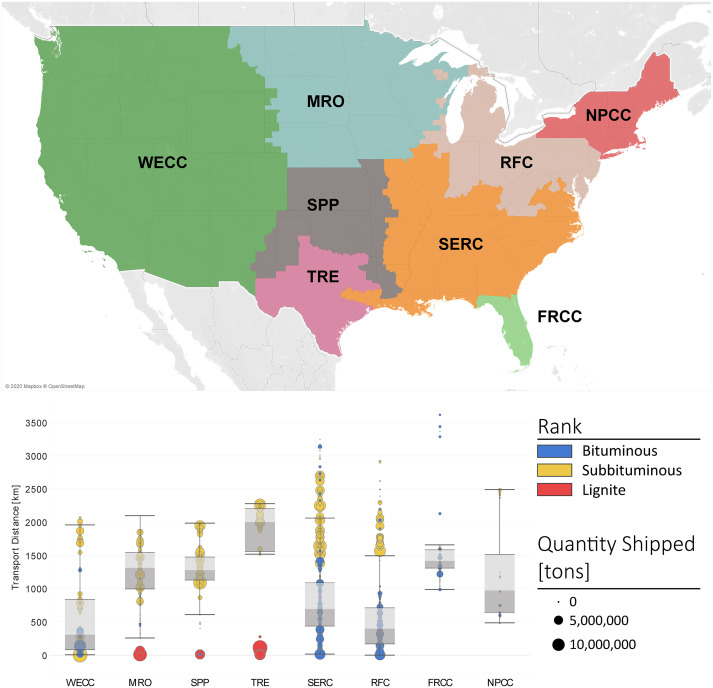 MRO
NPCC
WECC
RFC
SPP
SERC
TRE
FRCC
© 2020 Mapbox © OpenStreetMap
Transport Distance [km]
3500
3000
2500
2000
1500
1000
500
0
WECC MRO SPP TRE SERC RFC FRCC NPCC
Rank
Bituminous
Subbituminous
Lignite
Quantity Shipped
[tons]
0
5,000,000
10,000,000